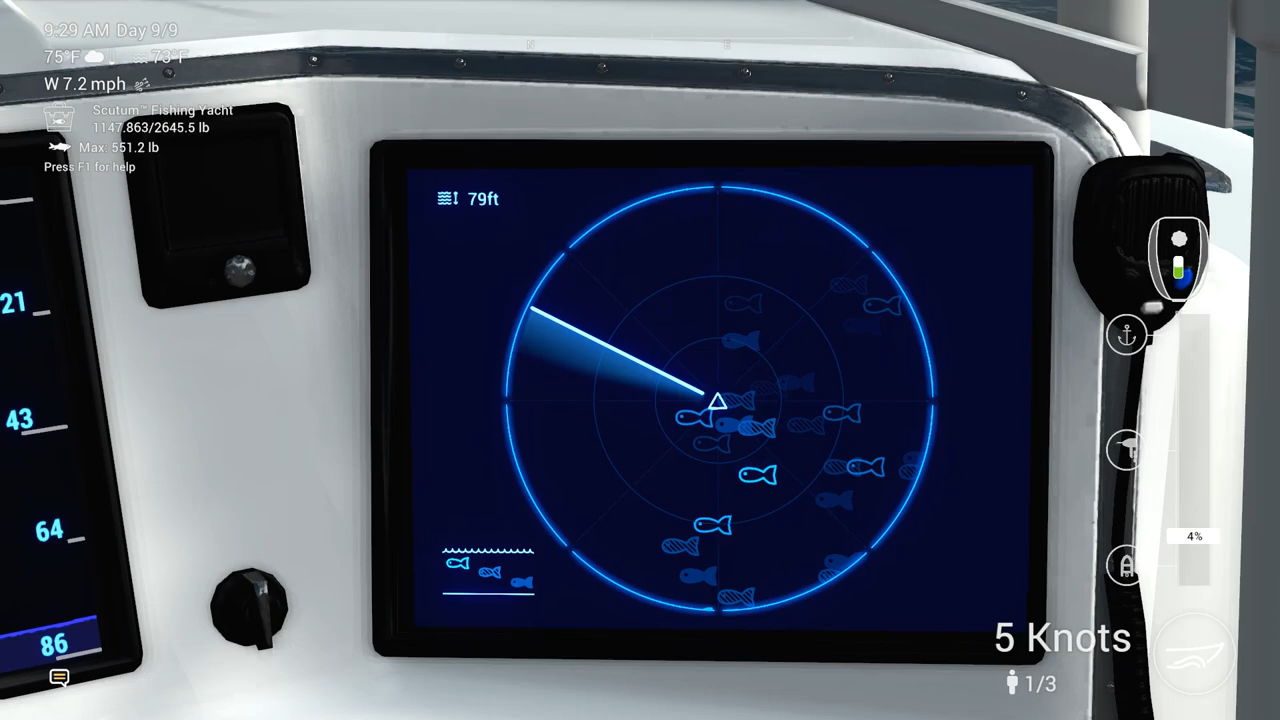 9:29 AM Day 9/9
N
E
75°F 73°F
W 7.2 mph
Scutum™ Fishing Yacht
1147.863/2645.5 lb
Max: 551.2 lb
Press F1 for help
79ft
21
43
64
86
4%
5 Knots
1/3